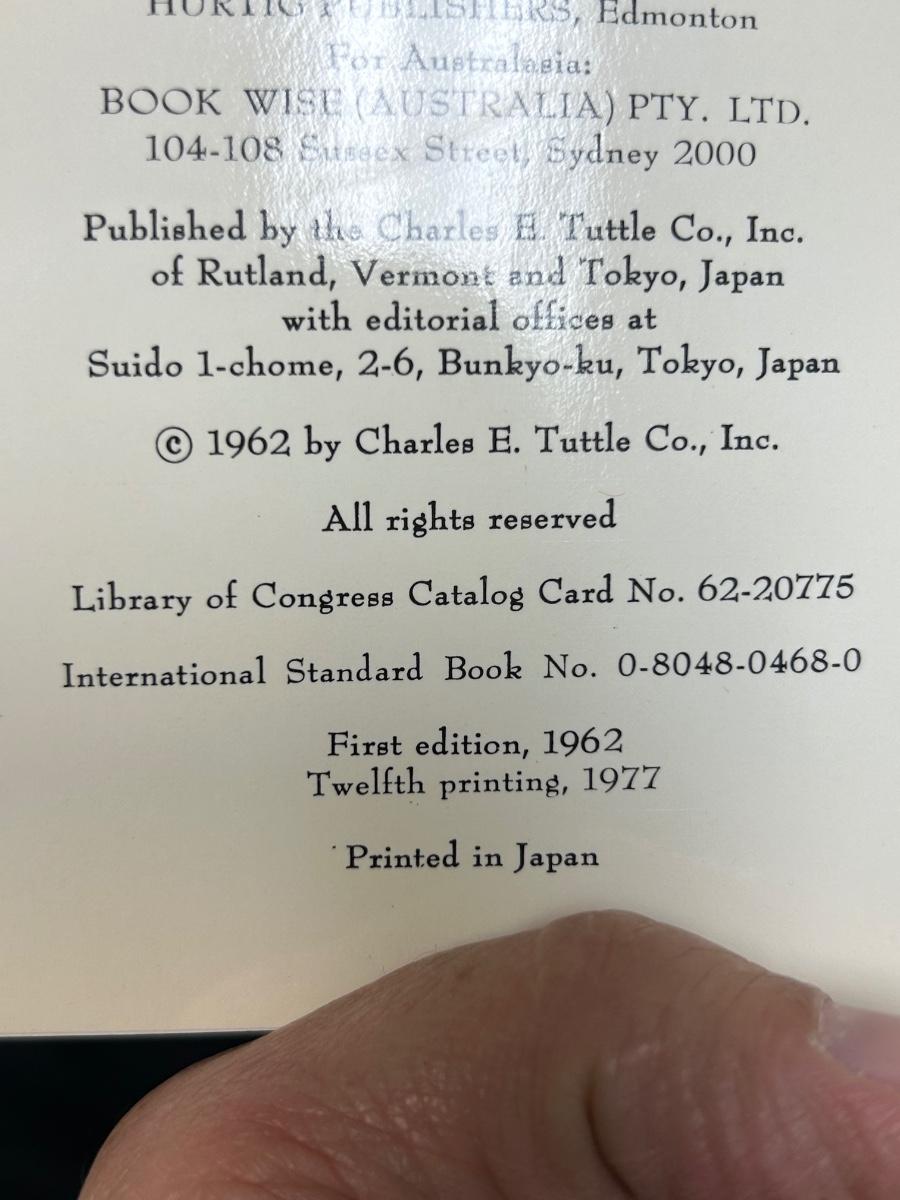 HURTIG PUBLISHERS, Edmonton
For Australasia:
BOOK WISE (AUSTRALIA) PTY. LTD.
104-108 Sussex Street, Sydney 2000
Published by the Charles E. Tuttle Co., Inc.
of Rutland, Vermont and Tokyo, Japan
with editorial offices at
Suido 1-chome, 2-6, Bunkyo-ku, Tokyo, Japan
© 1962 by Charles E. Tuttle Co., Inc.
All rights reserved
Library of Congress Catalog Card No. 62-20775
International Standard Book No. 0-8048-0468-0
First edition, 1962
Twelfth printing, 1977
Printed in Japan